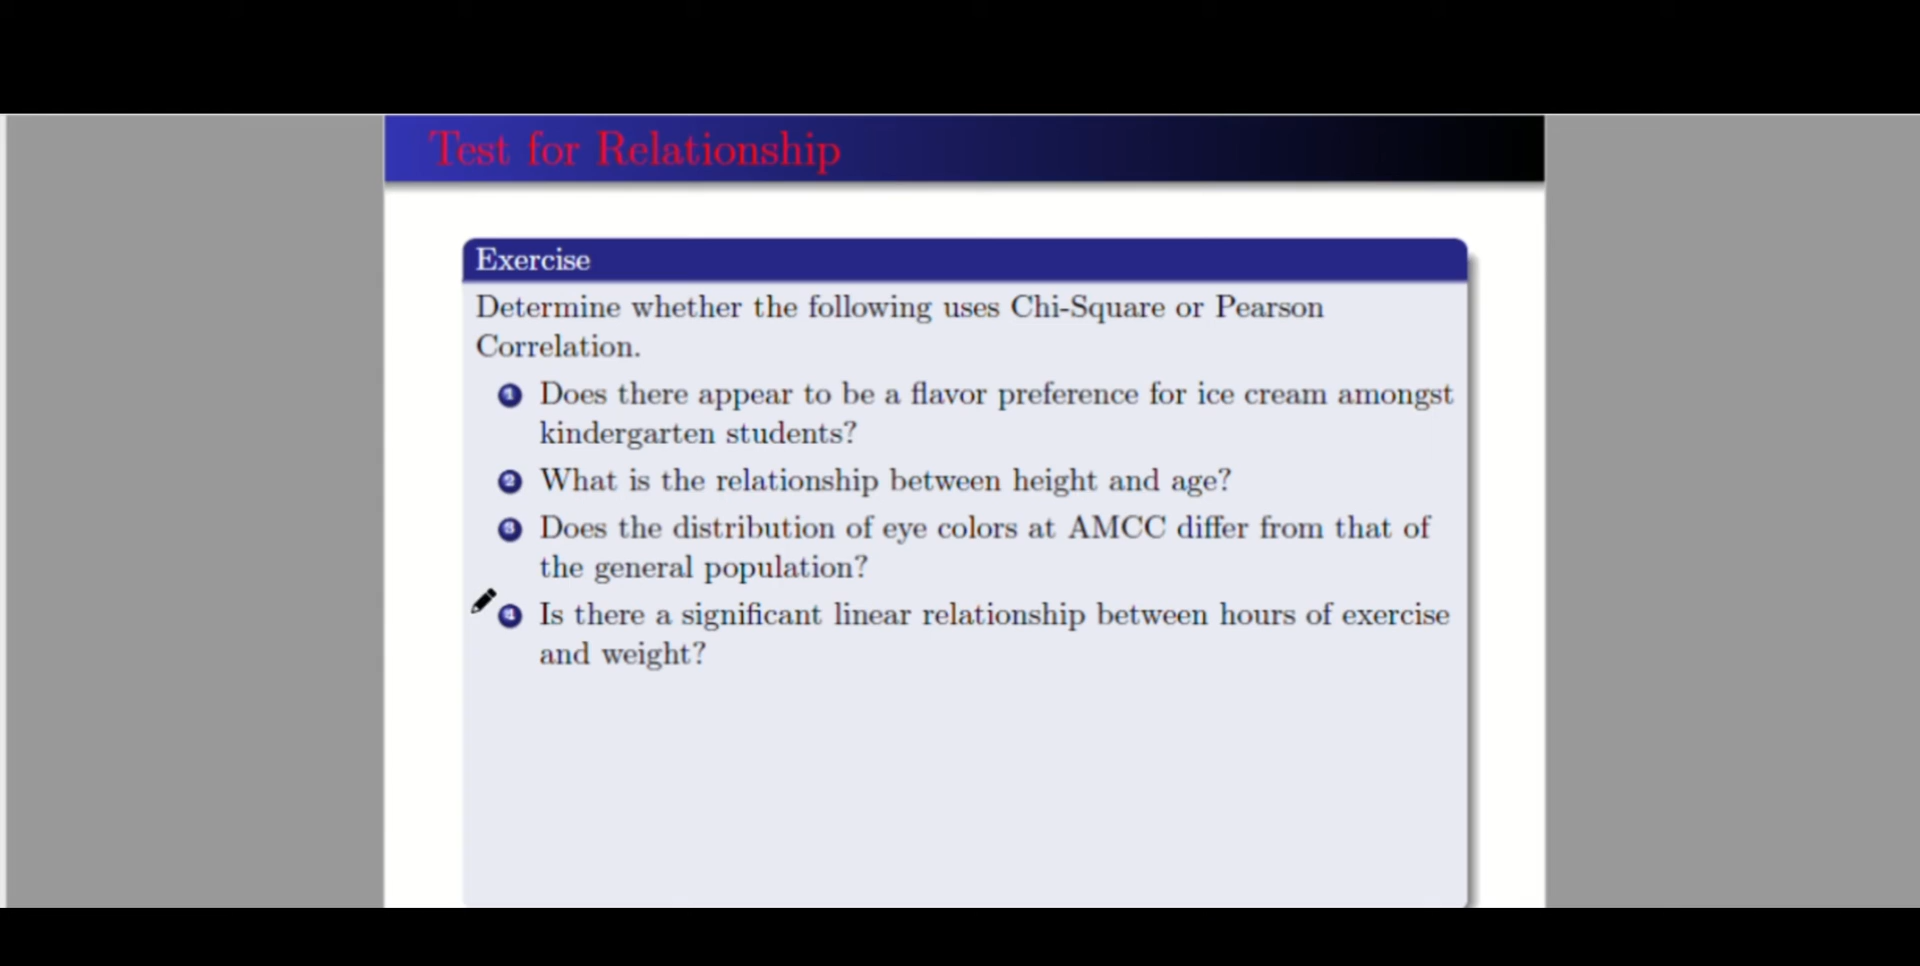 Test for Relationship
Exercise
Determine whether the following uses Chi-Square or Pearson
Correlation.
1 Does there appear to be a flavor preference for ice cream amongst
kindergarten students?
2 What is the relationship between height and age?
3 Does the distribution of eye colors at AMCC differ from that of
the general population?
4 Is there a significant linear relationship between hours of exercise
and weight?